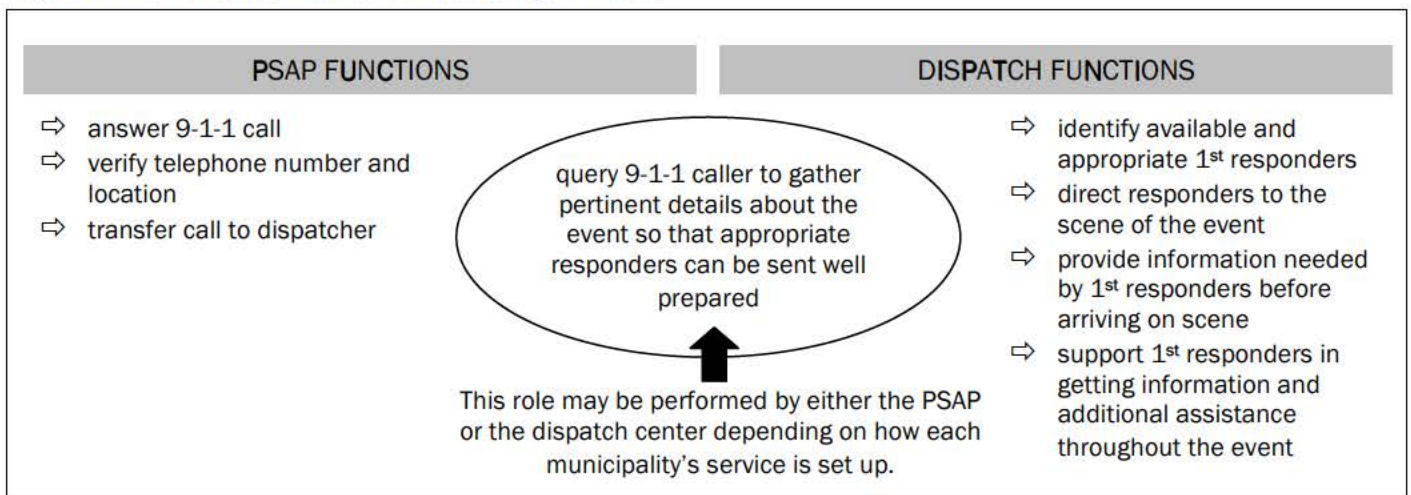 PSAP FUNCTIONS
⇨ answer 9-1-1 call
⇨ verify telephone number and
location
⇨ transfer call to dispatcher
query 9-1-1 caller to gather
pertinent details about the
event so that appropriate
responders can be sent well
prepared
This role may be performed by either the PSAP
or the dispatch center depending on how each
municipality's service is set up.
DISPATCH FUNCTIONS
⇨ identify available and
appropriate 1st responders
⇨ direct responders to the
scene of the event
⇨ provide information needed
by 1st responders before
arriving on scene
⇨ support 1st responders in
getting information and
additional assistance
throughout the event